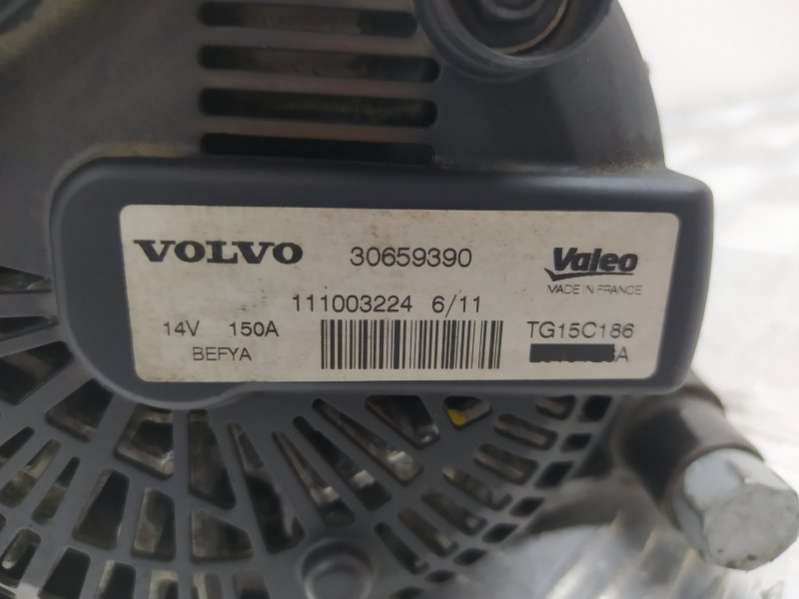 VOLVO 30659390 Valeo
MADE IN FRANCE
111003224 6/11
14V 150A TG15C186
BEFYA